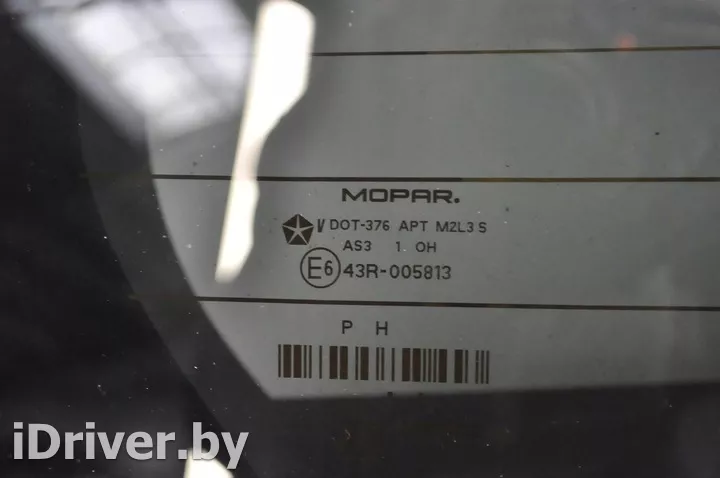 MOPAR.
V DOT-376 APT M2L3 S
AS3 1 OH
E6 43R-005813
P H
iDriver.by